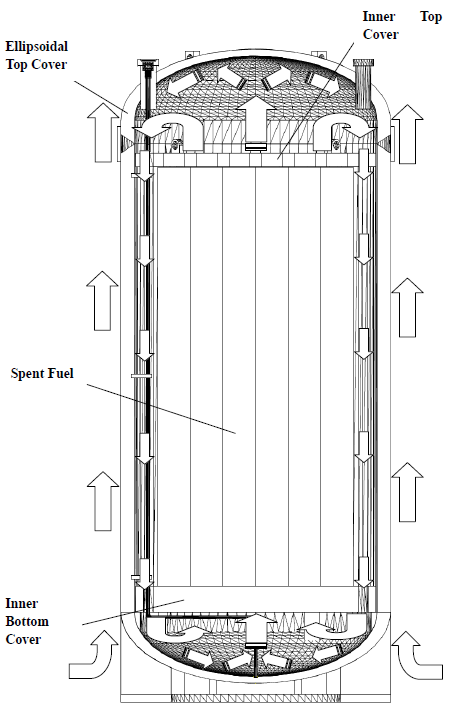 Inner Top
Cover
Ellipsoidal
Top Cover
Spent Fuel
Inner
Bottom
Cover